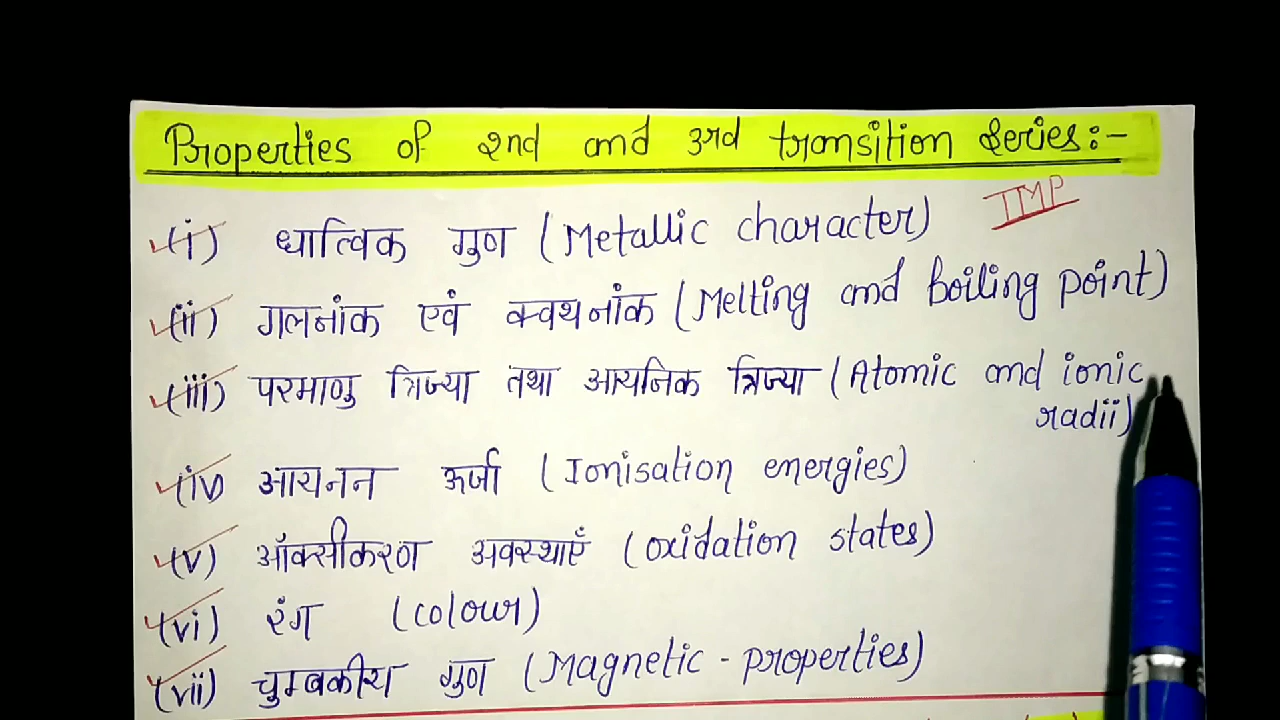 Properties of 2nd and 3rd transition series:-
IMP
(i) धात्विक गुण (Metallic character)
(ii) गलनांक एवं क्वथनांक (Melting and boiling point)
(iii) परमाणु त्रिज्या तथा आयनिक त्रिज्या (Atomic and ionic
radii)
(iv) आयनन ऊर्जा (Ionisation energies)
(v) ऑक्सीकरण अवस्थाएँ (oxidation states)
(vi) रंग (colour)
(vii) चुम्बकीय गुण (Magnetic - properties)